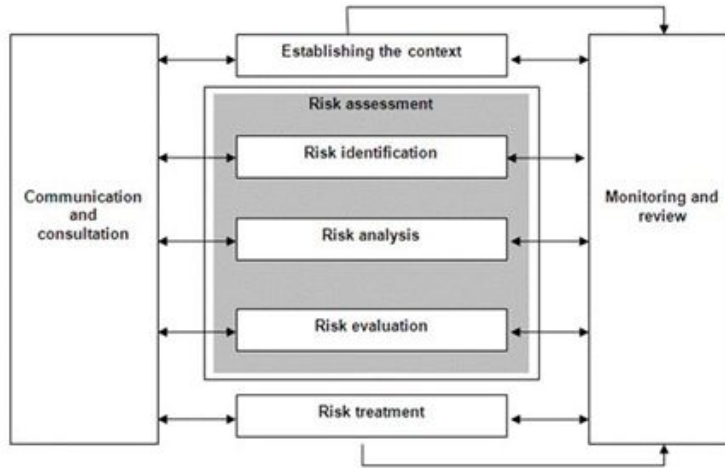 Establishing the context
Risk assessment
Risk identification
Communication
and
consultation
Monitoring and
review
Risk analysis
Risk evaluation
Risk treatment